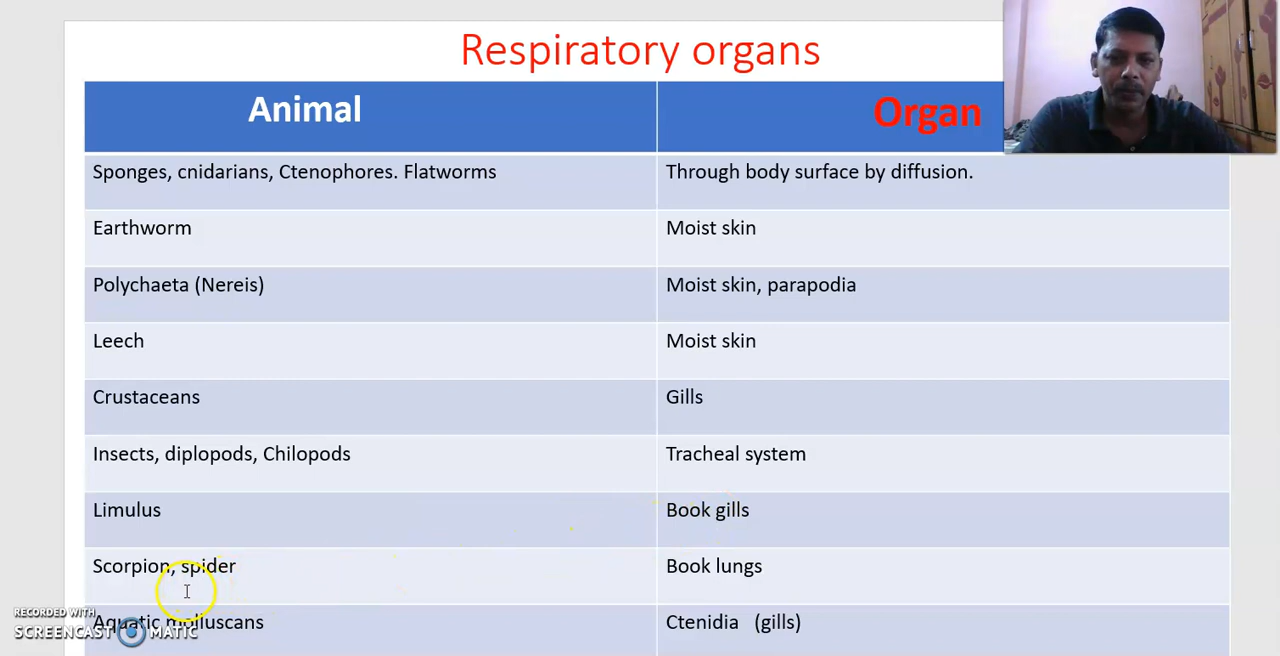 Respiratory organs
Animal Organ
Sponges, cnidarians, Ctenophores. Flatworms Through body surface by diffusion.
Earthworm Moist skin
Polychaeta (Nereis) Moist skin, parapodia
Leech Moist skin
Crustaceans Gills
Insects, diplopods, Chilopods Tracheal system
Limulus Book gills
Scorpion, spider Book lungs
Aquatic molluscans Ctenidia (gills)
RECORDED WITH
SCREENCAST MATIC